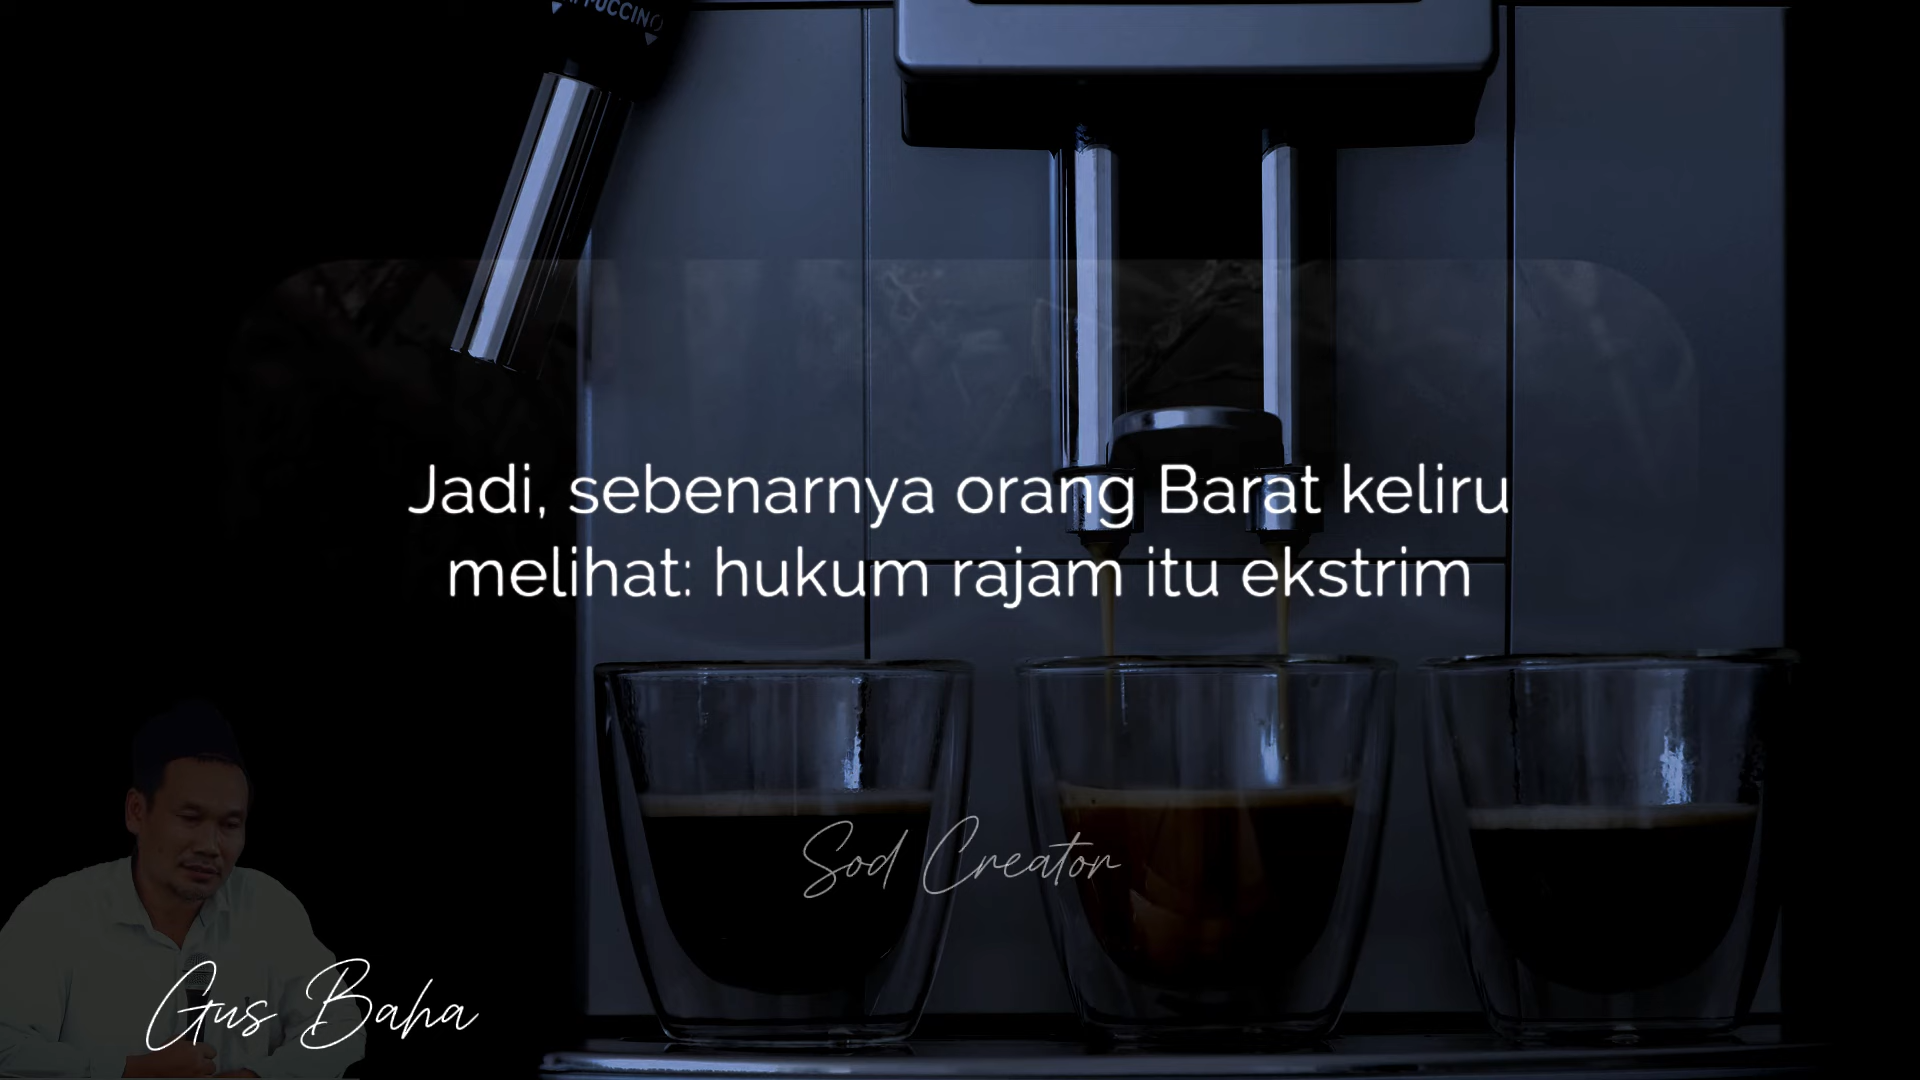 Jadi, sebenarnya orang Barat keliru
melihat: hukum rajam itu ekstrim
Sod Creator
Gus Baha